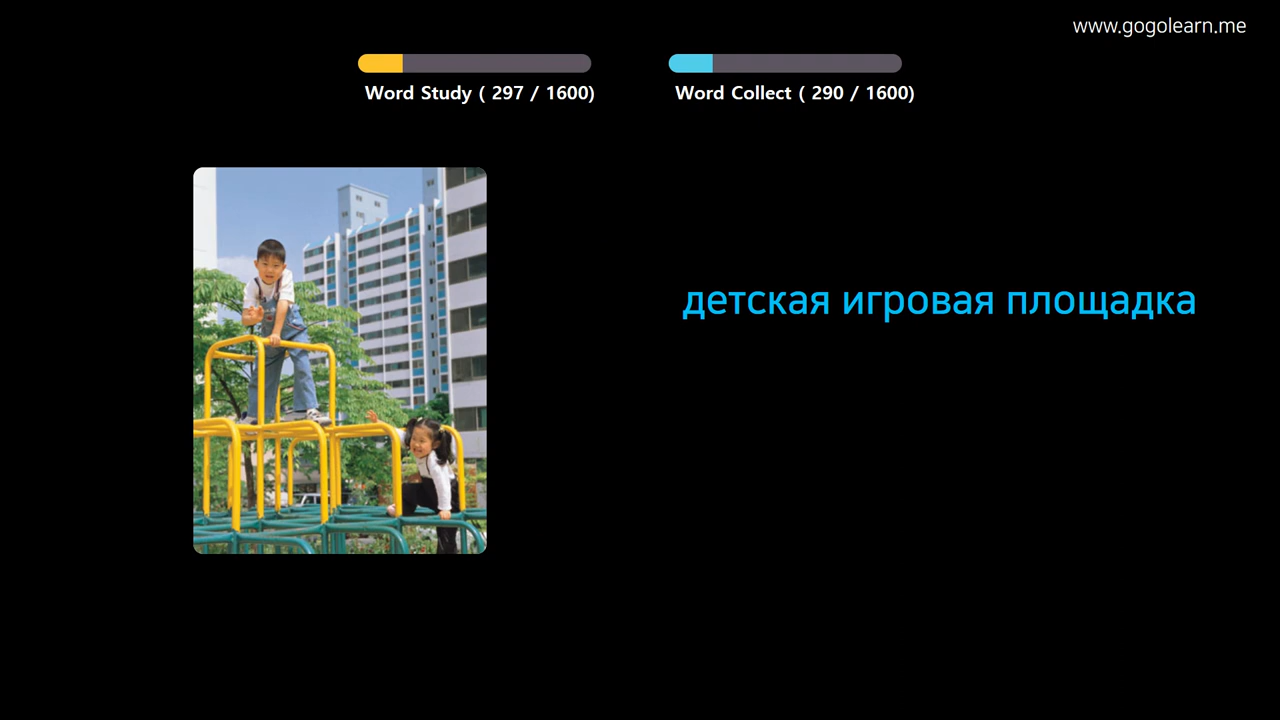 www.gogolearn.me
Word Study ( 297 / 1600)
Word Collect ( 290 / 1600)
детская игровая площадка